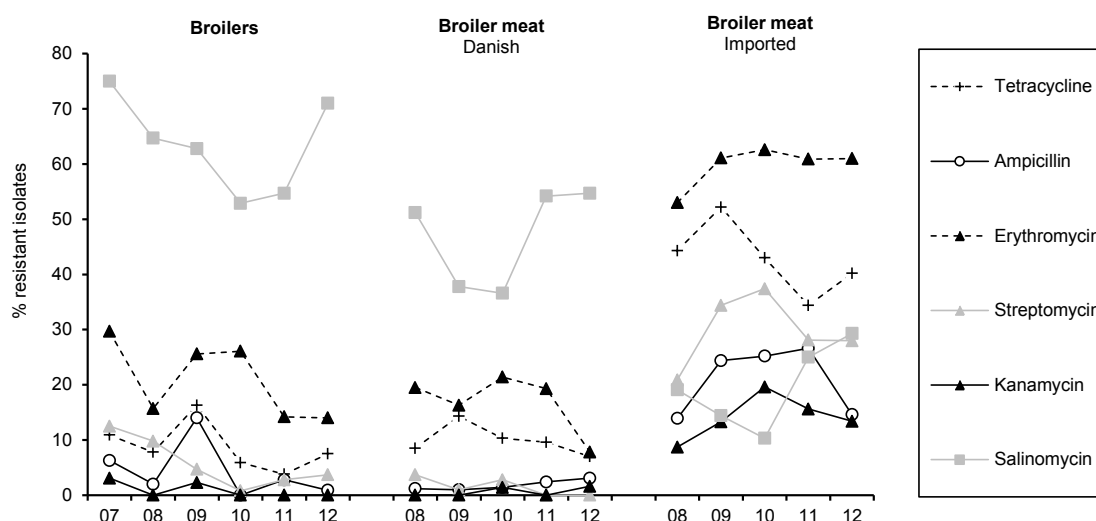 Broilers
Broiler meat
Danish
Broiler meat
Imported
% resistant isolates
80
70
60
50
40
30
20
10
0
07 08 09 10 11 12
08 09 10 11 12
08 09 10 11 12
Tetracycline
Ampicillin
Erythromycin
Streptomycin
Kanamycin
Salinomycin